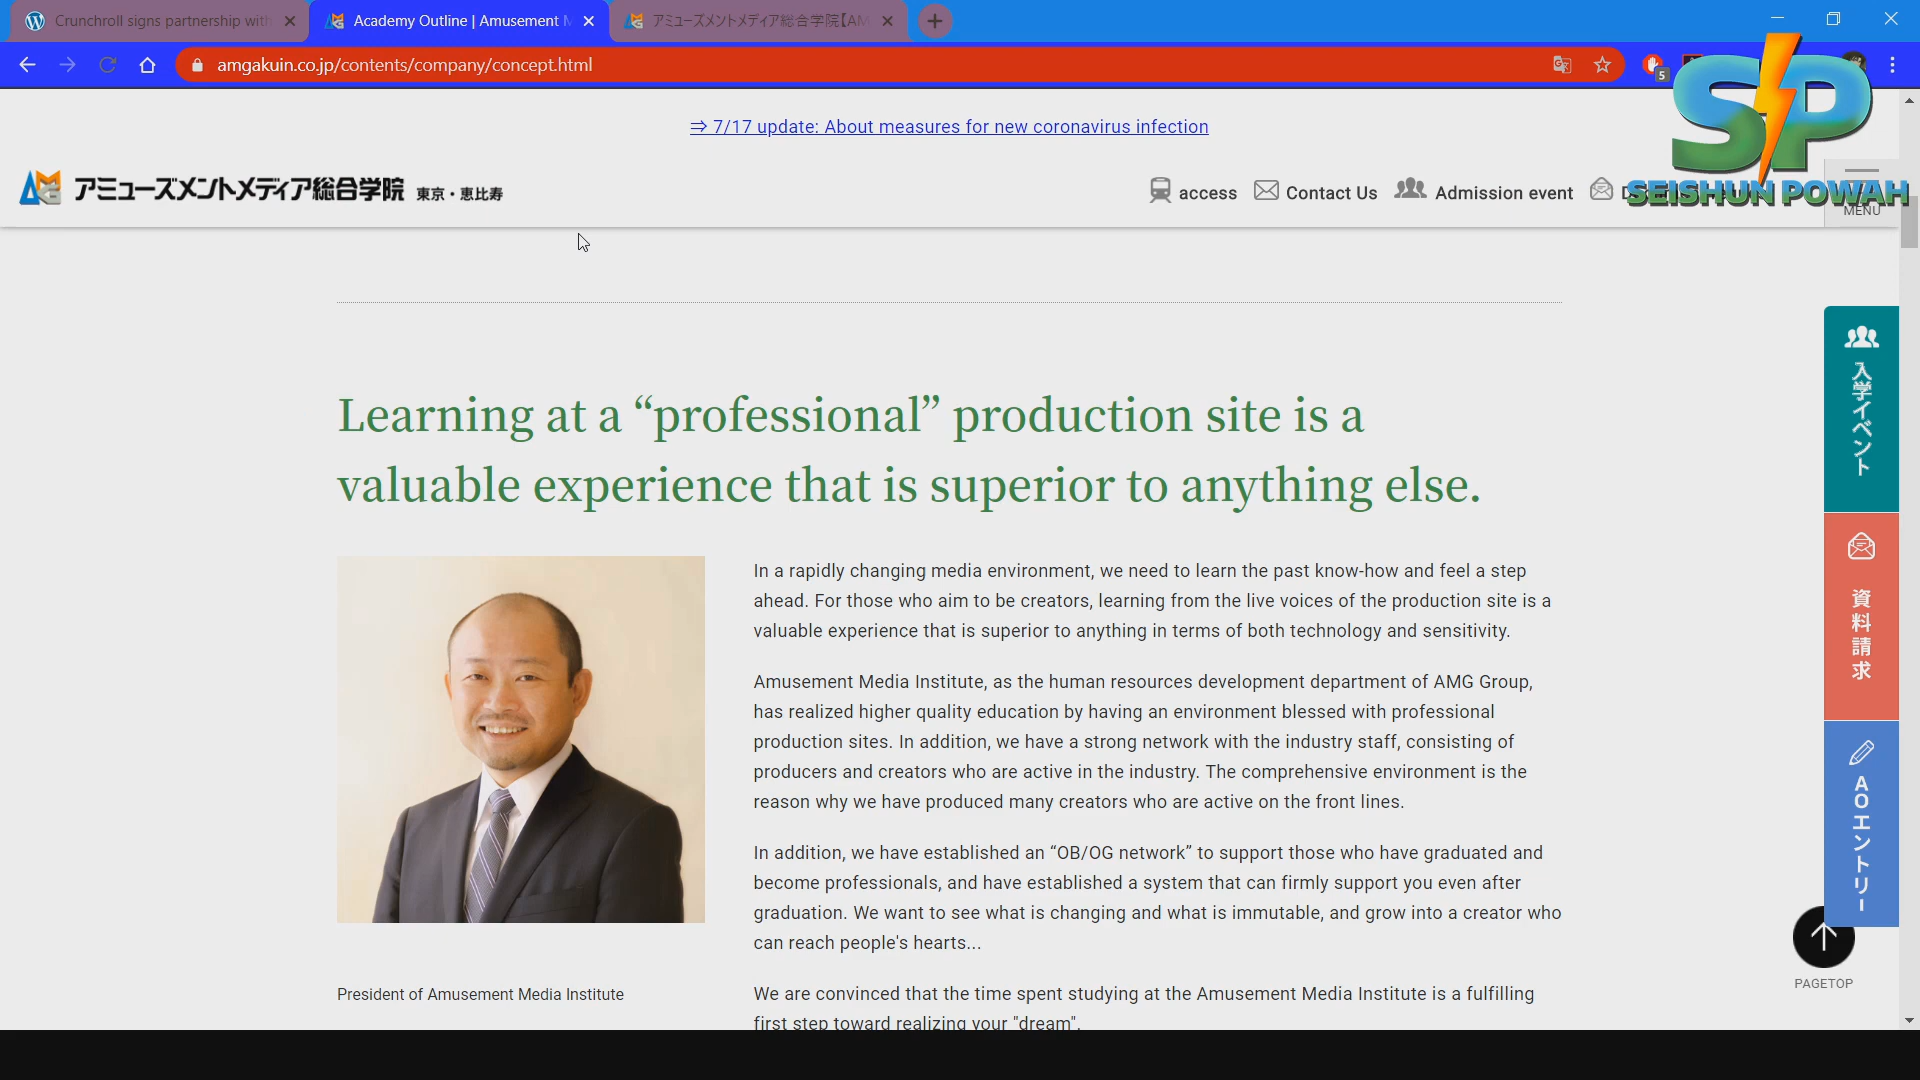 Crunchroll signs partnership with
Academy Outline | Amusement M
アミューズメントメディア総合学院【AM
amgakuin.co.jp/contents/company/concept.html
5
SP
SEISHUN POWAH
⇒ 7/17 update: About measures for new coronavirus infection
AMG アミューズメントメディア総合学院 東京・恵比寿
access
Contact Us
Admission event
MENU
Learning at a “professional” production site is a
valuable experience that is superior to anything else.
In a rapidly changing media environment, we need to learn the past know-how and feel a step
ahead. For those who aim to be creators, learning from the live voices of the production site is a
valuable experience that is superior to anything in terms of both technology and sensitivity.
Amusement Media Institute, as the human resources development department of AMG Group,
has realized higher quality education by having an environment blessed with professional
production sites. In addition, we have a strong network with the industry staff, consisting of
producers and creators who are active in the industry. The comprehensive environment is the
reason why we have produced many creators who are active on the front lines.
In addition, we have established an “OB/OG network” to support those who have graduated and
become professionals, and have established a system that can firmly support you even after
graduation. We want to see what is changing and what is immutable, and grow into a creator who
can reach people's hearts...
We are convinced that the time spent studying at the Amusement Media Institute is a fulfilling
first step toward realizing your "dream".
President of Amusement Media Institute
入学イベント
資料請求
AOエントリー
PAGETOP